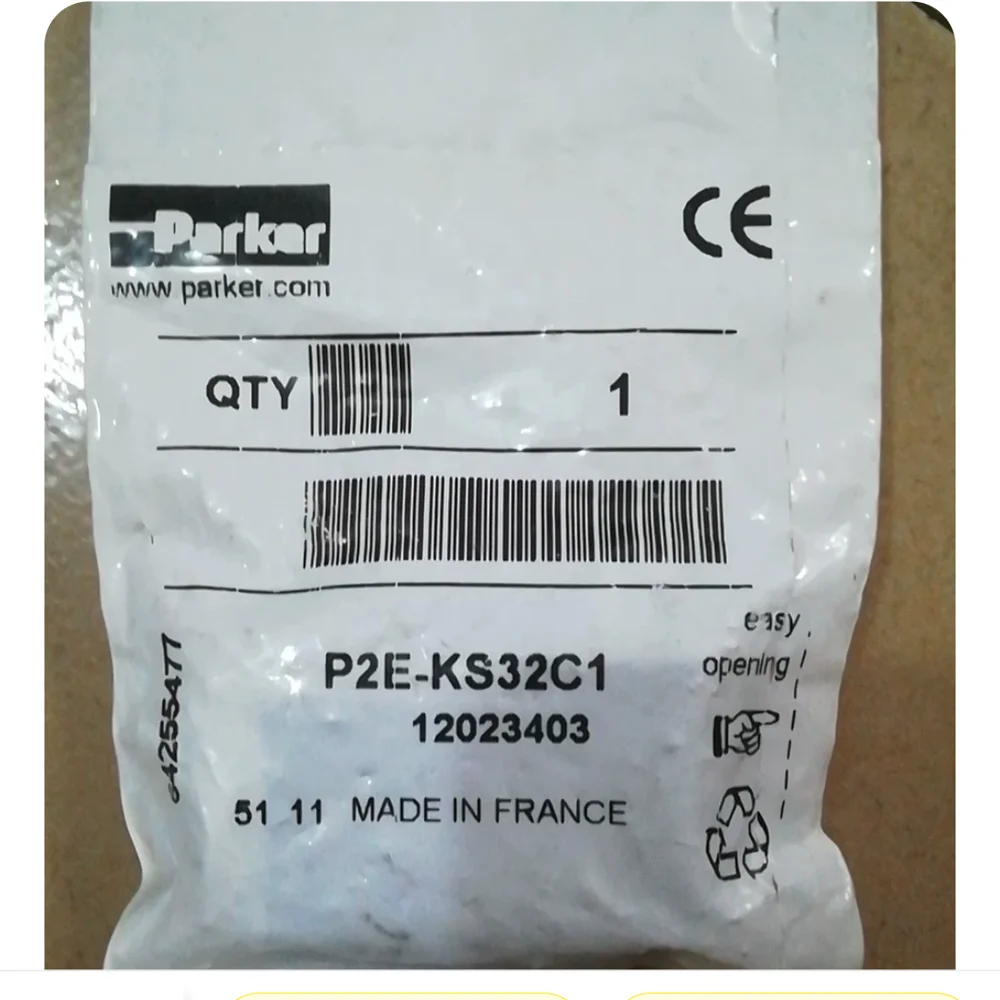 Parker
www.parker.com
CE
QTY 1
easy
opening
P2E-KS32C1
12023403
51 11 MADE IN FRANCE